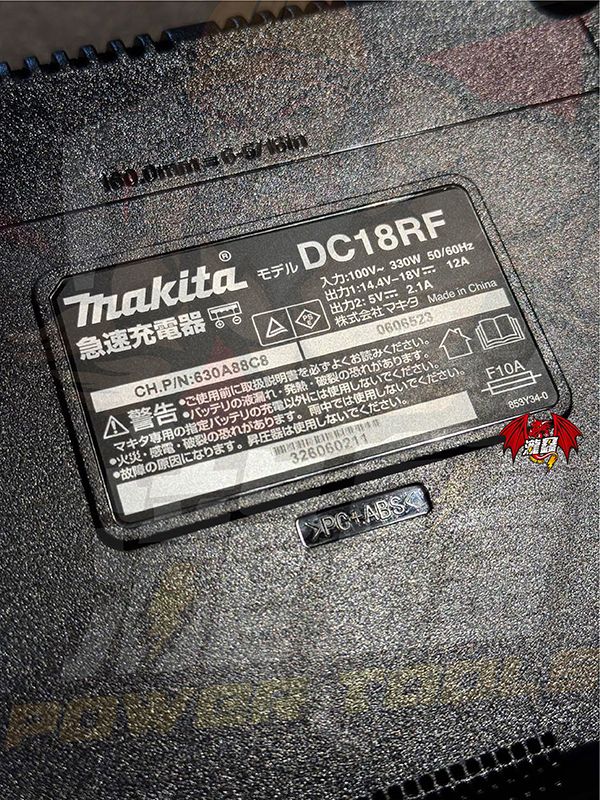 160.0mm = 6-5/16in
makita® モデル DC18RF
急速充電器
入力:100V~ 330W 50/60Hz
出力1:14.4V-18V⎓ 12A
出力2: 5V⎓ 2.1A
株式会社マキタ Made in China
CH.P/N:630A88C8
0606523
⚠警告
•ご使用前に取扱説明書を必ずよくお読みください。
•バッテリの液漏れ・発熱・破裂の恐れがあります。
マキタ専用の指定バッテリの充電以外には使用しないでください。
•火災・感電・破裂の恐れがあります。雨中では使用しないでください。
•故障の原因になります。昇圧器は使用しないでください。
F10A
853Y34-0
326060211
>PC+ABS<
POWER TOOLS